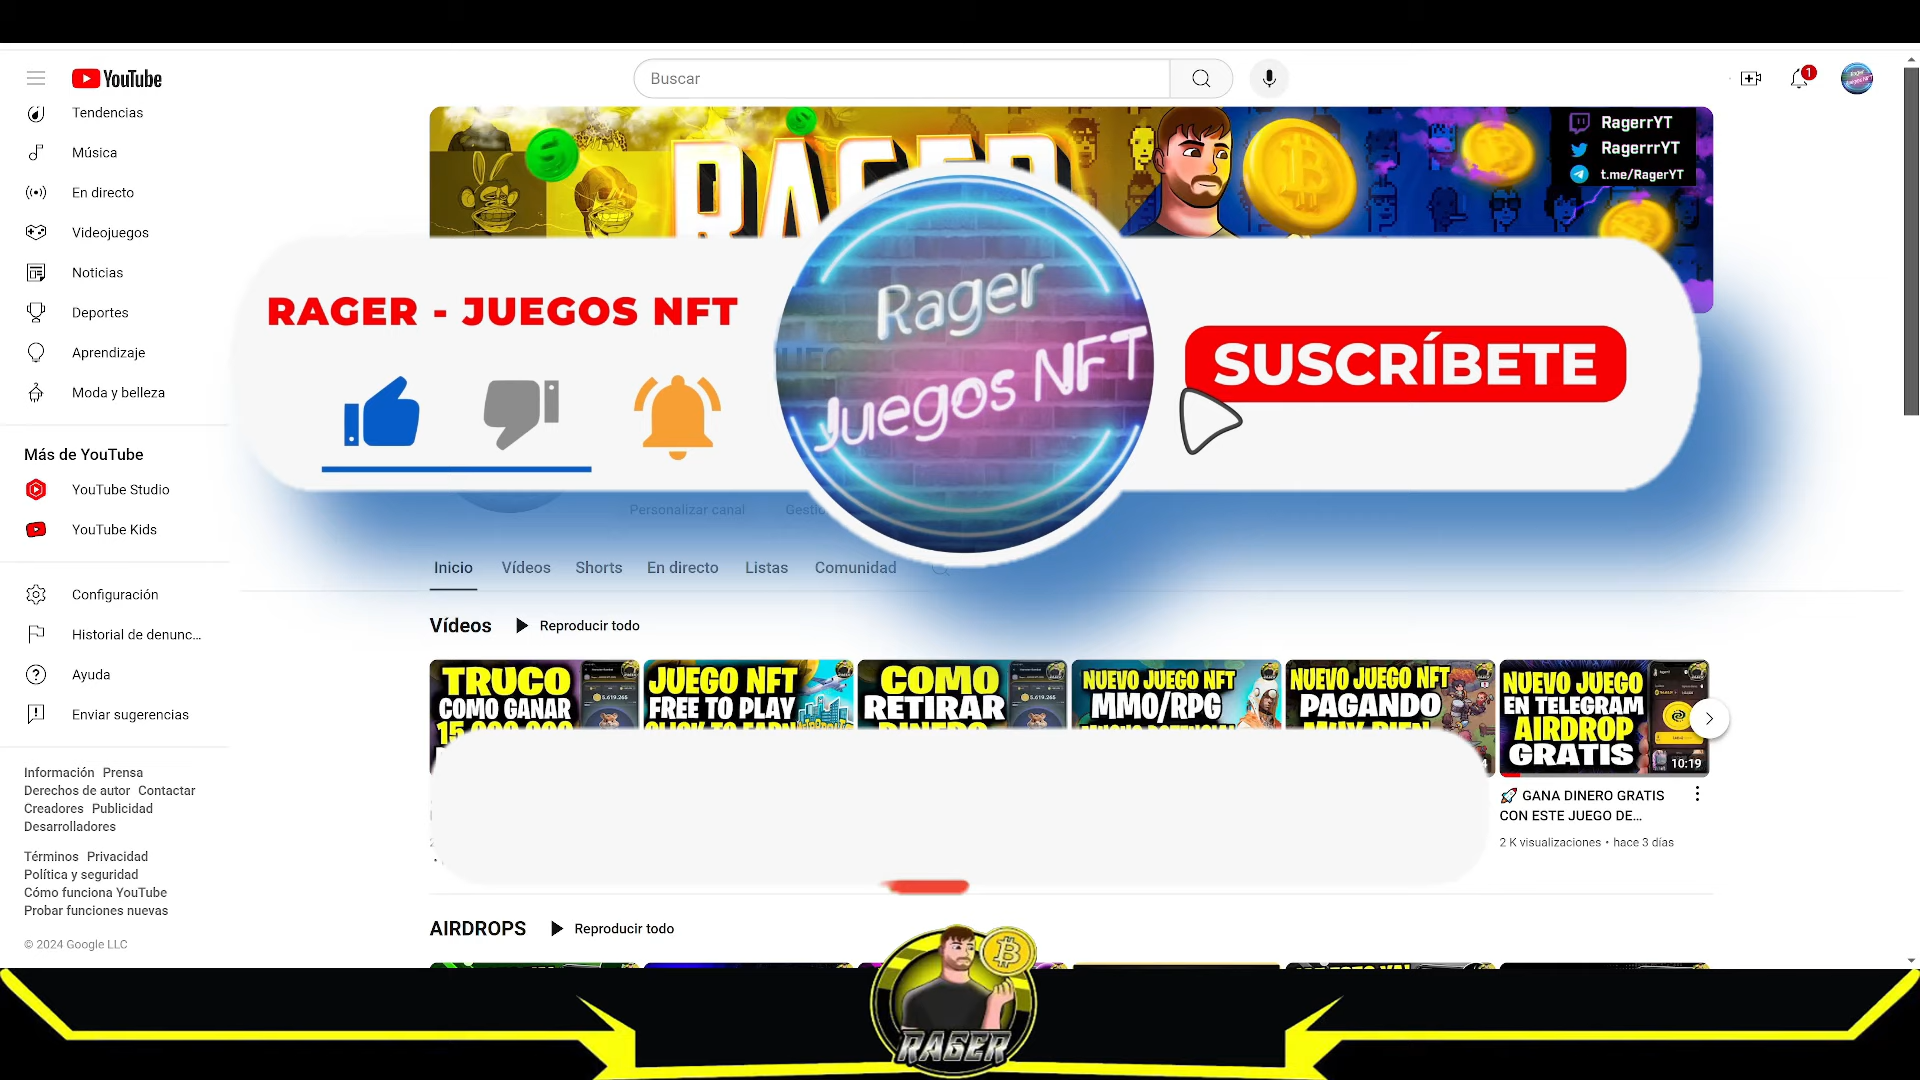 YouTube
Buscar
1
Tendencias
Música
En directo
Videojuegos
Noticias
Deportes
Aprendizaje
Moda y belleza
Más de YouTube
YouTube Studio
YouTube Kids
Configuración
Historial de denunc...
Ayuda
Enviar sugerencias
Información Prensa
Derechos de autor Contactar
Creadores Publicidad
Desarrolladores
Términos Privacidad
Política y seguridad
Cómo funciona YouTube
Probar funciones nuevas
© 2024 Google LLC
RAGER
RagerrYT
RagerrrYT
t.me/RagerYT
RAGER - JUEGOS NFT
Rager
Juegos NFT
SUSCRÍBETE
Personalizar canal
Inicio Vídeos Shorts En directo Listas Comunidad
Vídeos Reproducir todo
TRUCO
COMO GANAR
JUEGO NFT
FREE TO PLAY
COMO
RETIRAR
DINERO
NUEVO JUEGO NFT
MMO/RPG
NUEVO JUEGO NFT
PAGANDO
MUY BIEN
NUEVO JUEGO
EN TELEGRAM
AIRDROP
GRATIS
10:19
GANA DINERO GRATIS
CON ESTE JUEGO DE...
2 K visualizaciones • hace 3 días
AIRDROPS Reproducir todo
RAGER